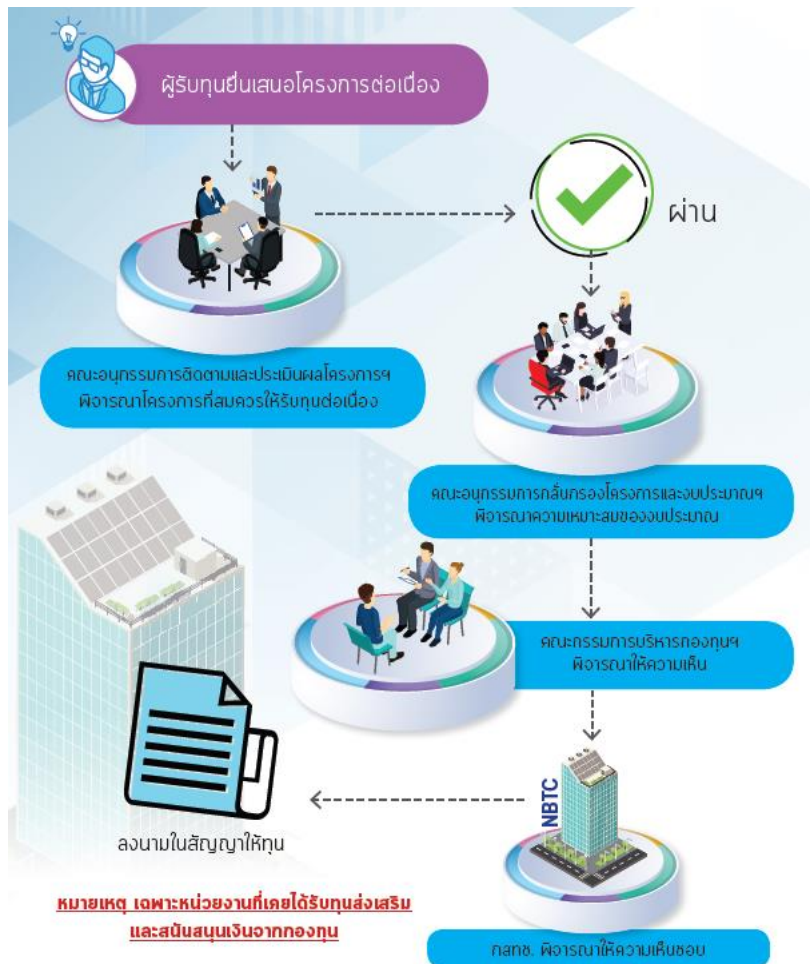 ผู้รับทุนยื่นเสนอโครงการต่อเนื่อง
ผ่าน
คณะอนุกรรมการติดตามและประเมินผลโครงการฯ
พิจารณาโครงการที่สมควรให้รับทุนต่อเนื่อง
คณะอนุกรรมการกลั่นกรองโครงการและงบประมาณฯ
พิจารณาความเหมาะสมของงบประมาณ
คณะกรรมการบริหารกองทุนฯ
พิจารณาให้ความเห็น
NBTC
ลงนามในสัญญาให้ทุน
หมายเหตุ เฉพาะหน่วยงานที่เคยได้รับทุนส่งเสริม
และสนันสนุนเงินจากกองทุน
กสทช. พิจารณาให้ความเห็นชอบ